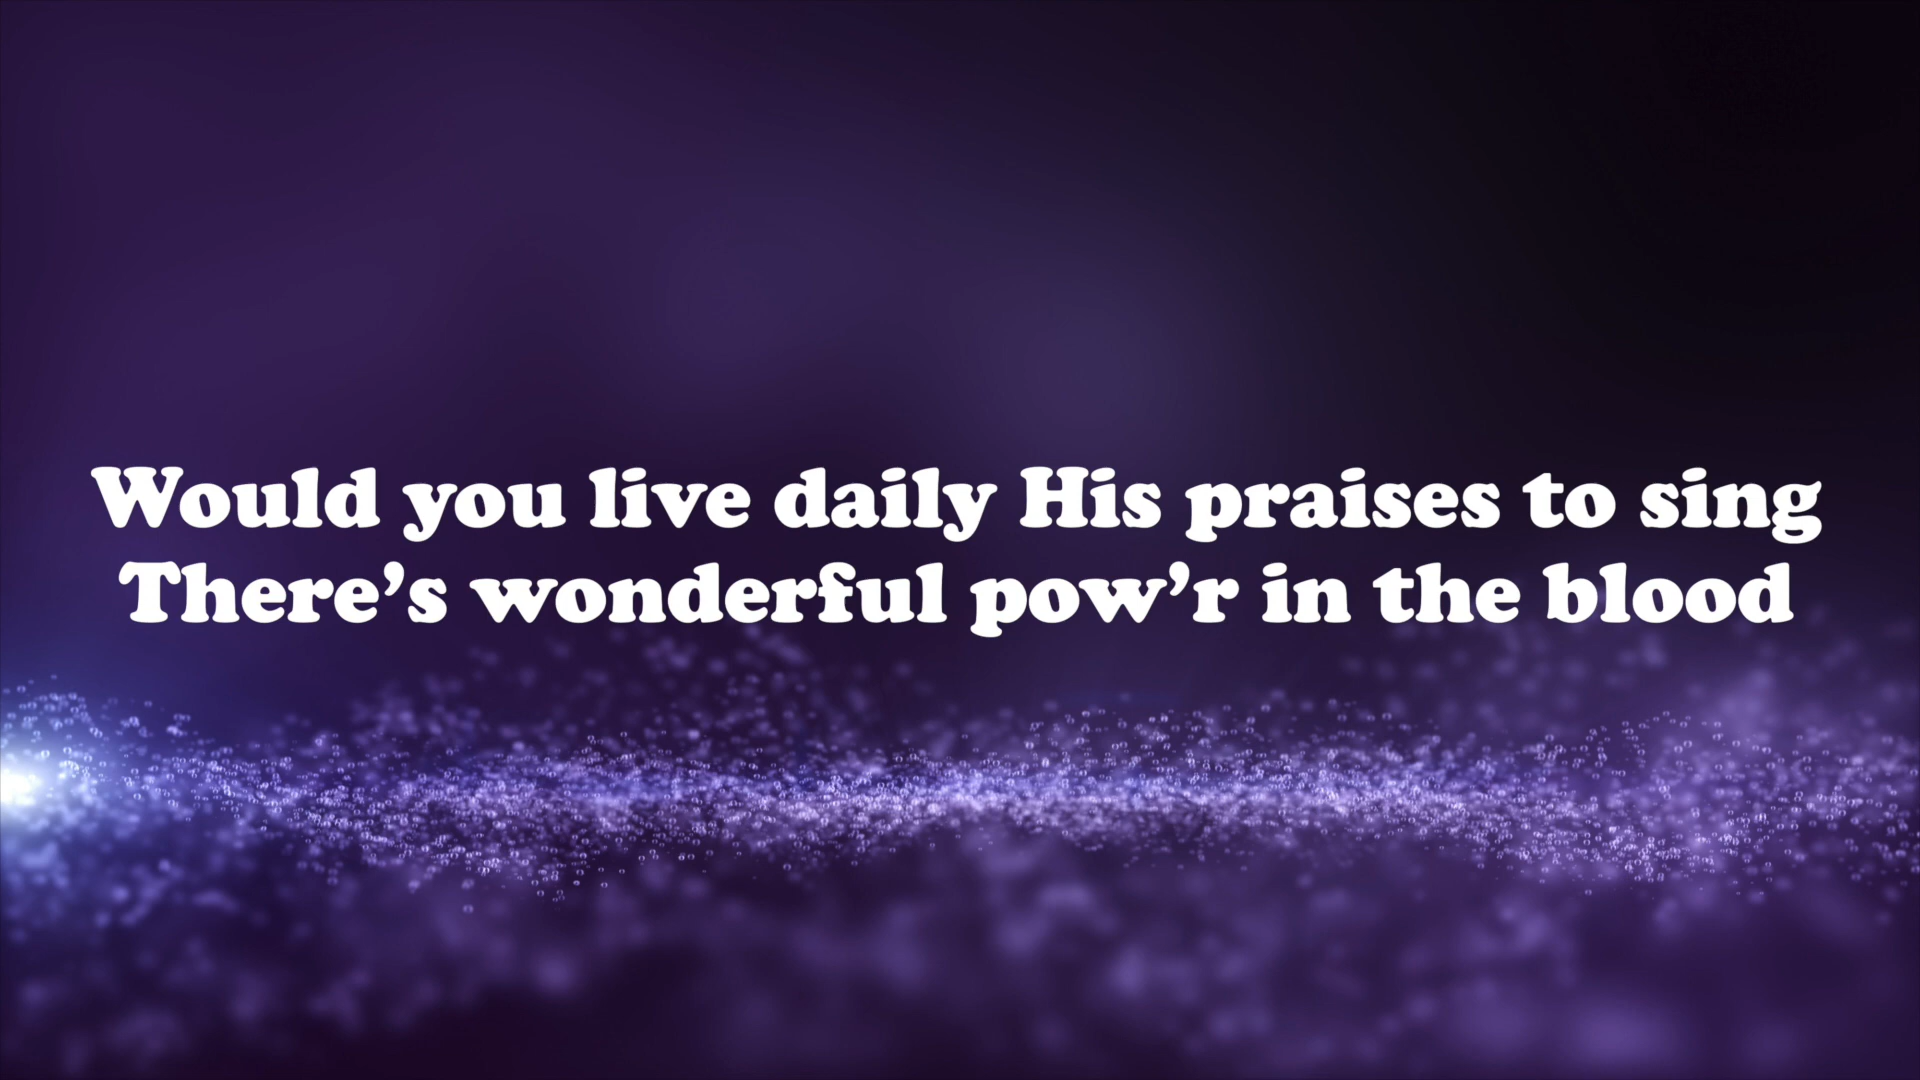 Would you live daily His praises to sing
There’s wonderful pow’r in the blood